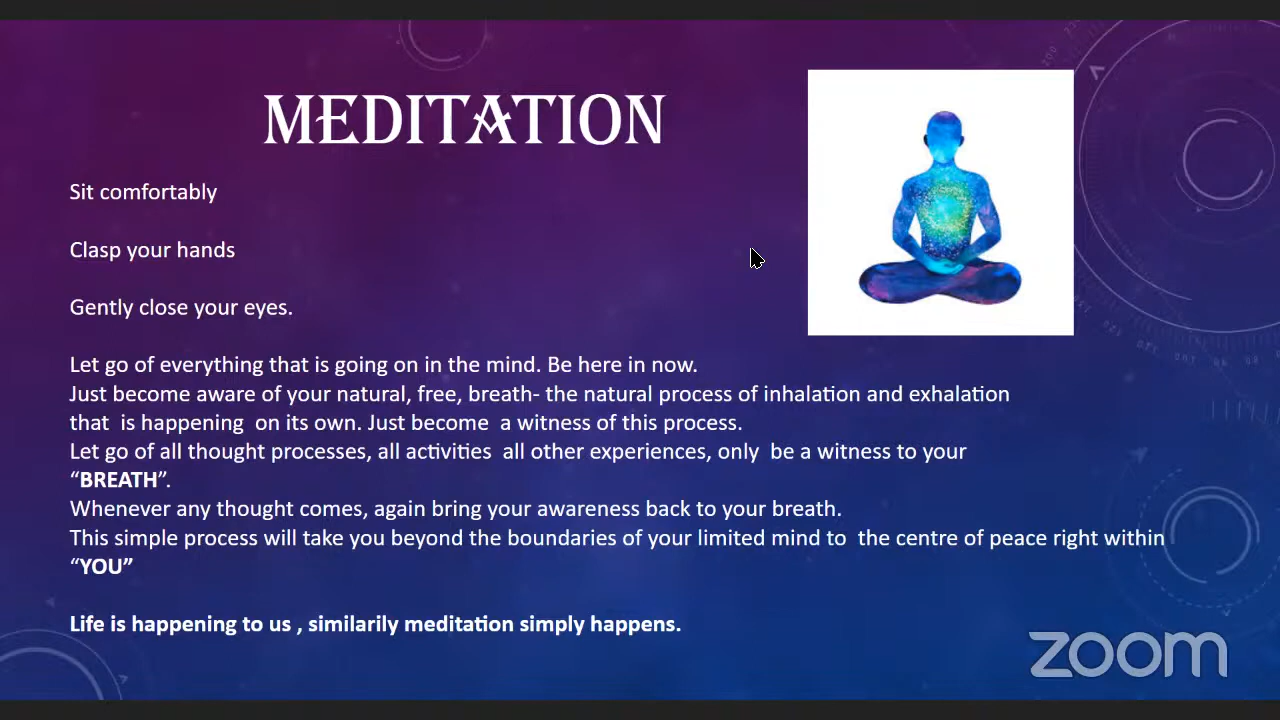 MEDITATION
Sit comfortably
Clasp your hands
Gently close your eyes.
Let go of everything that is going on in the mind. Be here in now.
Just become aware of your natural, free, breath- the natural process of inhalation and exhalation
that  is happening  on its own. Just become  a witness of this process.
Let go of all thought processes, all activities  all other experiences, only  be a witness to your
“BREATH”.
Whenever any thought comes, again bring your awareness back to your breath.
This simple process will take you beyond the boundaries of your limited mind to  the centre of peace right within
“YOU”
Life is happening to us , similarily meditation simply happens.
zoom